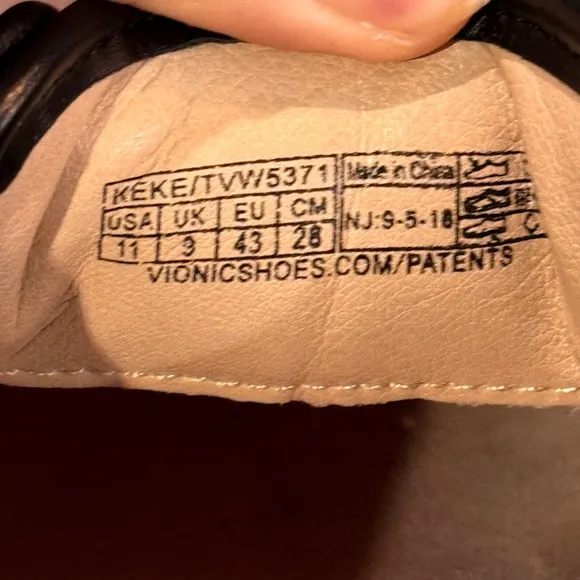 KEKE/TVW5371 Made in China
USA UK EU CM
11 9 43 28
NJ:9-5-18
VIONICSHOES.COM/PATENTS